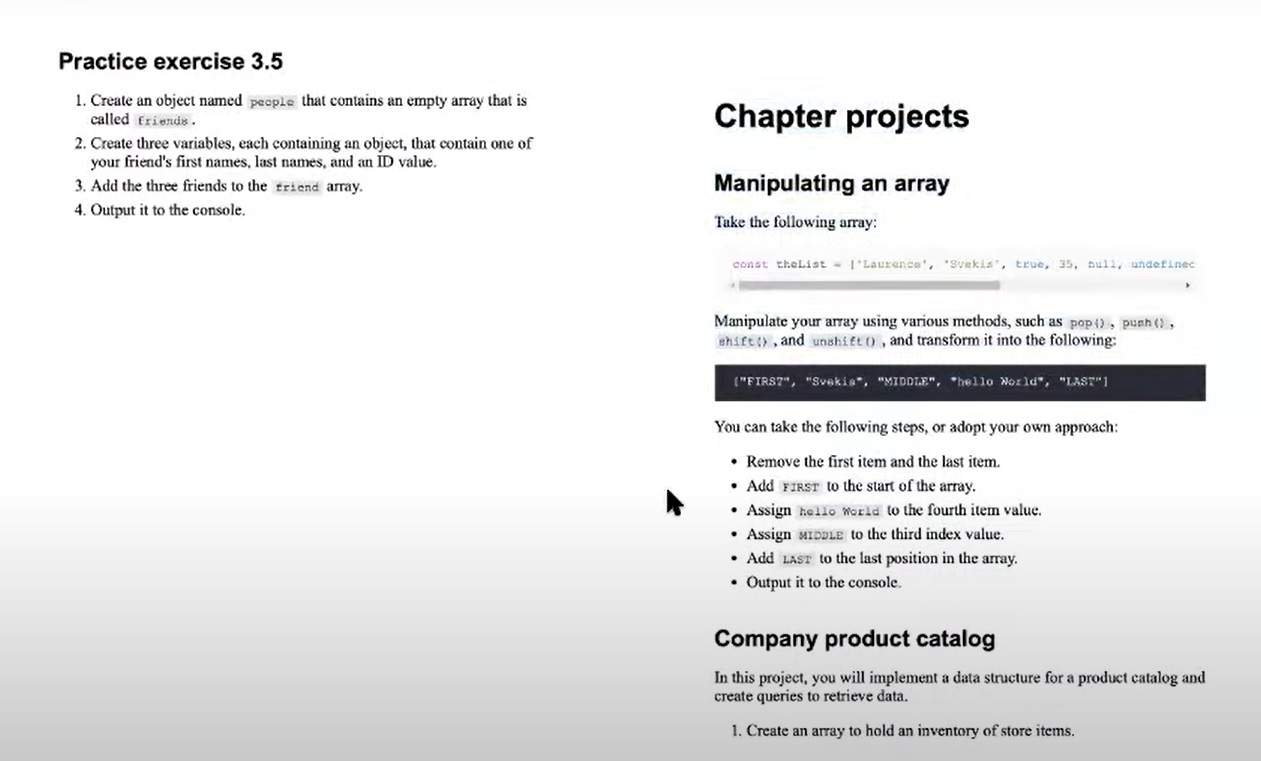 Practice exercise 3.5
1. Create an object named people that contains an empty array that is
called friends.
2. Create three variables, each containing an object, that contain one of
your friend's first names, last names, and an ID value.
3. Add the three friends to the friend array.
4. Output it to the console.
Chapter projects
Manipulating an array
Take the following array:
const theList = ['Laurence', 'Svekis', true, 35, null, undefined
Manipulate your array using various methods, such as pop(), push(),
shift(), and unshift(), and transform it into the following:
["FIRST", "Svekis", "MIDDLE", "hello World", "LAST"]
You can take the following steps, or adopt your own approach:
• Remove the first item and the last item.
• Add FIRST to the start of the array.
• Assign hello World to the fourth item value.
• Assign MIDDLE to the third index value.
• Add LAST to the last position in the array.
• Output it to the console.
Company product catalog
In this project, you will implement a data structure for a product catalog and
create queries to retrieve data.
1. Create an array to hold an inventory of store items.